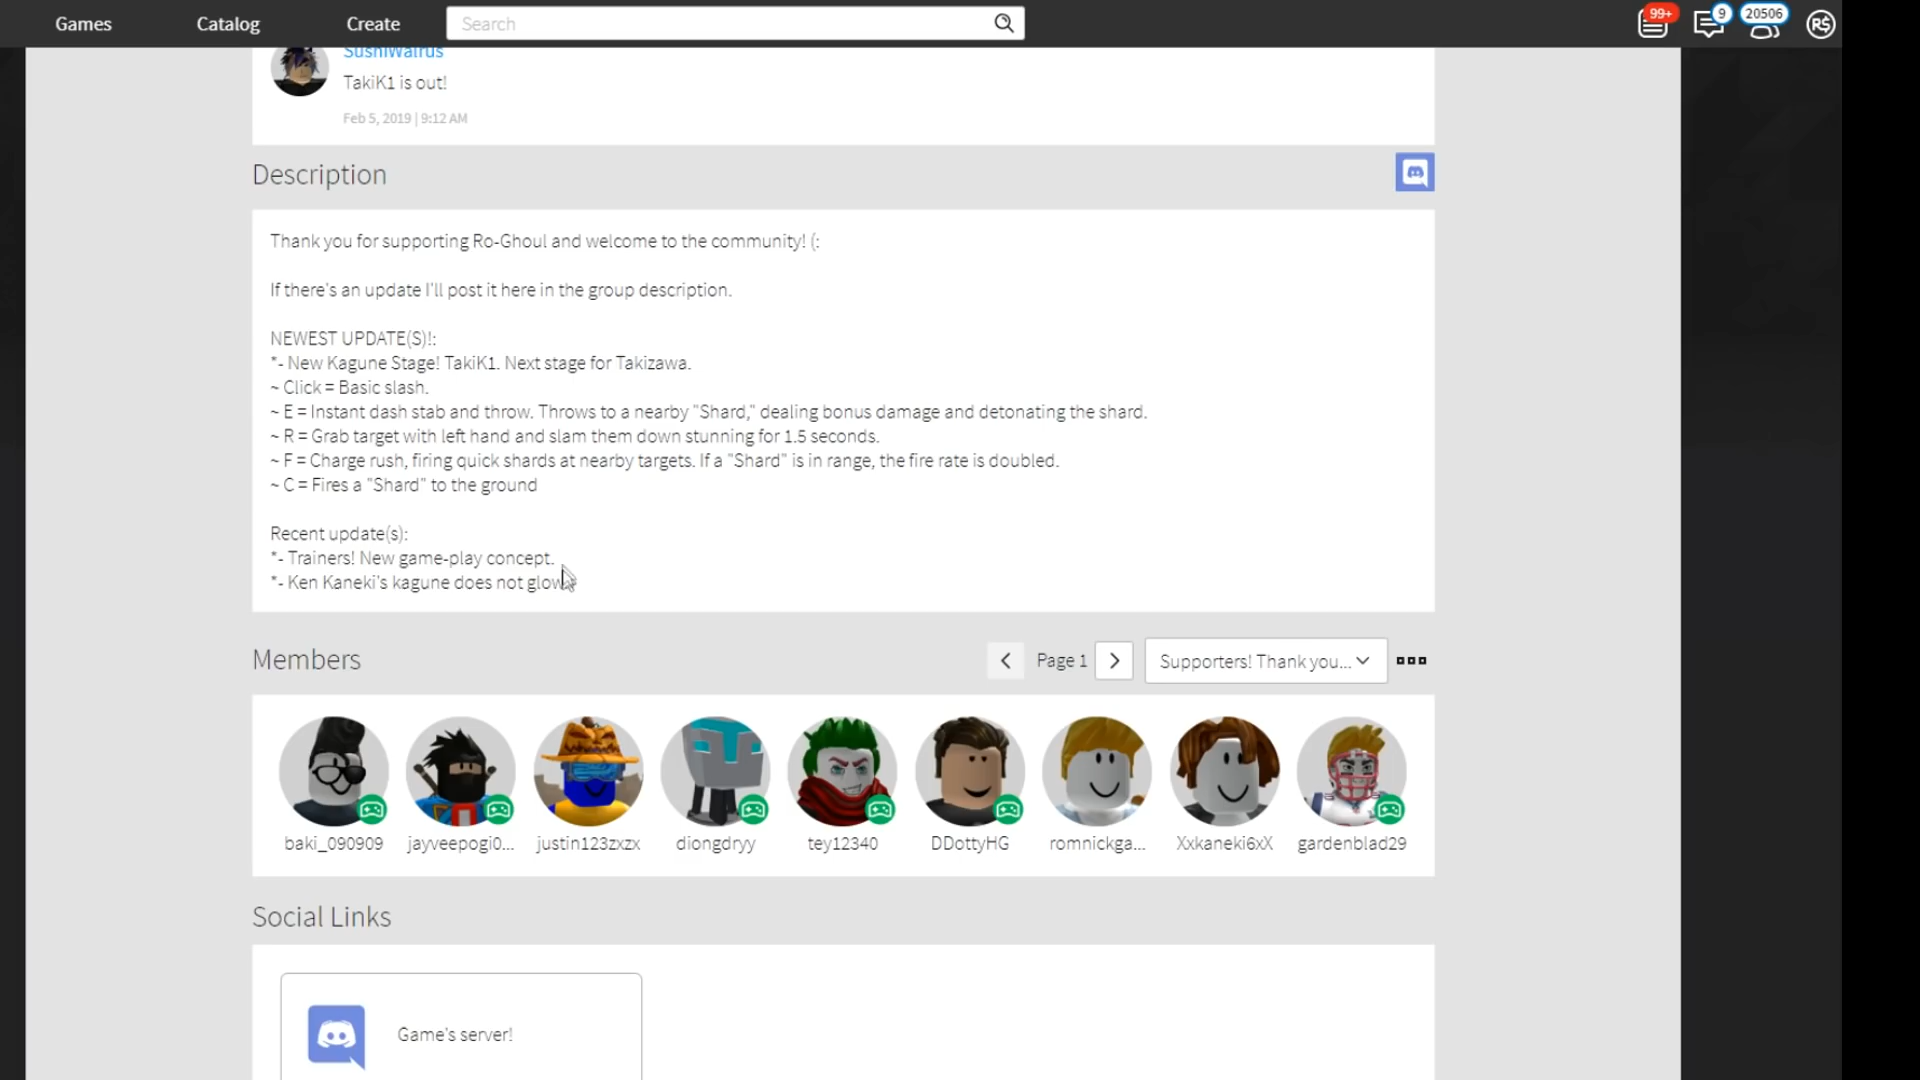 Games Catalog Create Search 99+ 9 20506 R$
SushiWalrus
TakiK1 is out!
Feb 5, 2019 | 9:12 AM
Description
Thank you for supporting Ro-Ghoul and welcome to the community! (:
If there's an update I'll post it here in the group description.
NEWEST UPDATE(S)!:
*- New Kagune Stage! TakiK1. Next stage for Takizawa.
~ Click = Basic slash.
~ E = Instant dash stab and throw. Throws to a nearby "Shard," dealing bonus damage and detonating the shard.
~ R = Grab target with left hand and slam them down stunning for 1.5 seconds.
~ F = Charge rush, firing quick shards at nearby targets. If a "Shard" is in range, the fire rate is doubled.
~ C = Fires a "Shard" to the ground
Recent update(s):
*- Trainers! New game-play concept.
*- Ken Kaneki's kagune does not glow
Members Page 1 Supporters! Thank you...
baki_090909 jayveepogi0... justin123zxzx diongdryy tey12340 DDottyHG romnickga... Xxkaneki6xX gardenblad29
Social Links
Game's server!